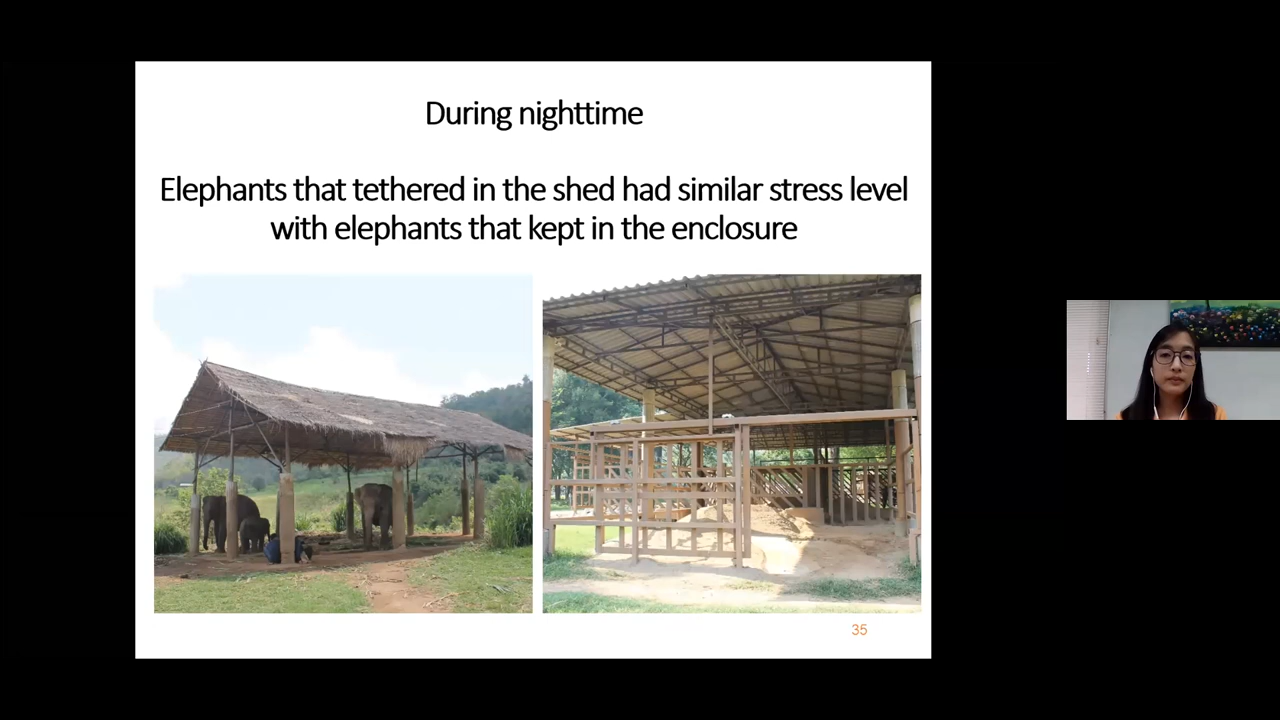 During nighttime
Elephants that tethered in the shed had similar stress level
with elephants that kept in the enclosure
35